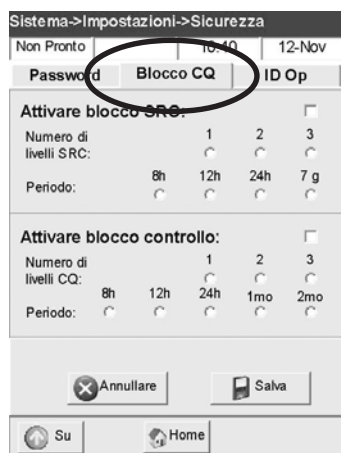 Sistema->Impostazioni->Sicurezza
Non Pronto 12-Nov
Password Blocco CQ ID Op
Attivare blocco SRC:
Numero di 1 2 3
livelli SRC:
8h 12h 24h 7 g
Periodo:
Attivare blocco controllo:
Numero di 1 2 3
livelli CQ:
8h 12h 24h 1mo 2mo
Periodo:
Annullare Salva
Su Home